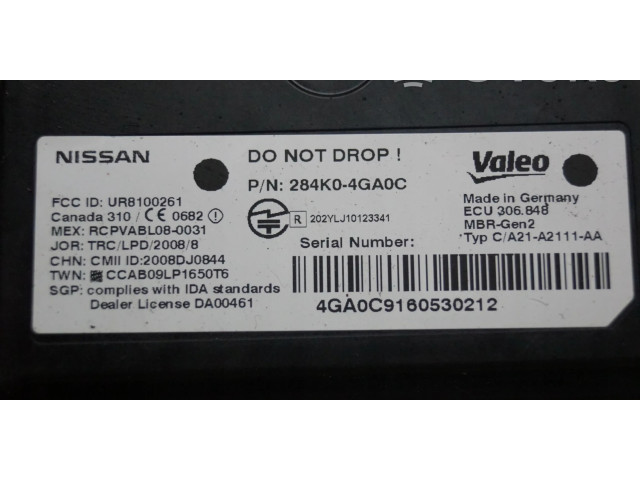 NISSAN
DO NOT DROP !
Valeo
P/N: 284K0-4GA0C
FCC ID: UR8100261
Canada 310 / CE 0682
MEX: RCPVABL08-0031
JOR: TRC/LPD/2008/8
CHN: CMII ID:2008DJ0844
TWN: CCAB09LP1650T6
SGP: complies with IDA standards
Dealer License DA00461
R 202YLJ10123341
Made in Germany
ECU 306.848
MBR-Gen2
Typ C/A21-A2111-AA
Serial Number:
4GA0C9160530212